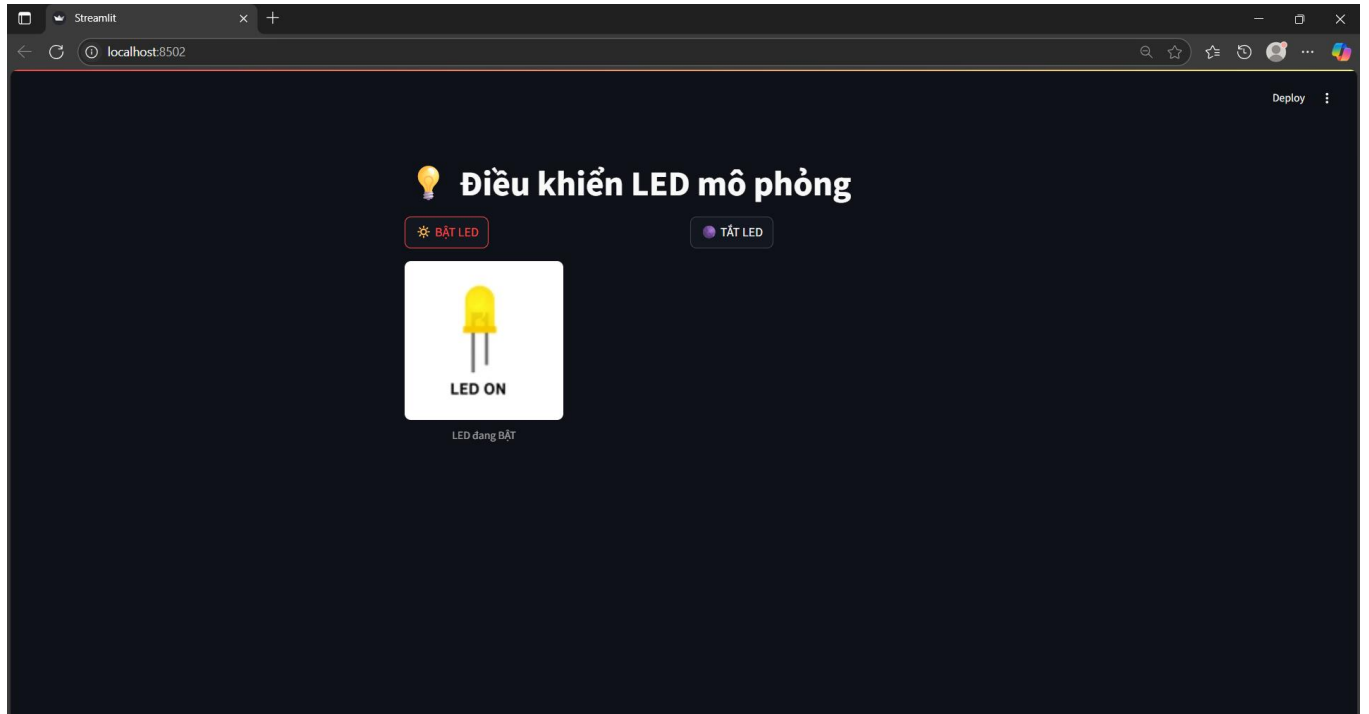 Streamlit
localhost:8502
Deploy
Điều khiển LED mô phỏng
BẬT LED
TẮT LED
LED ON
LED đang BẬT